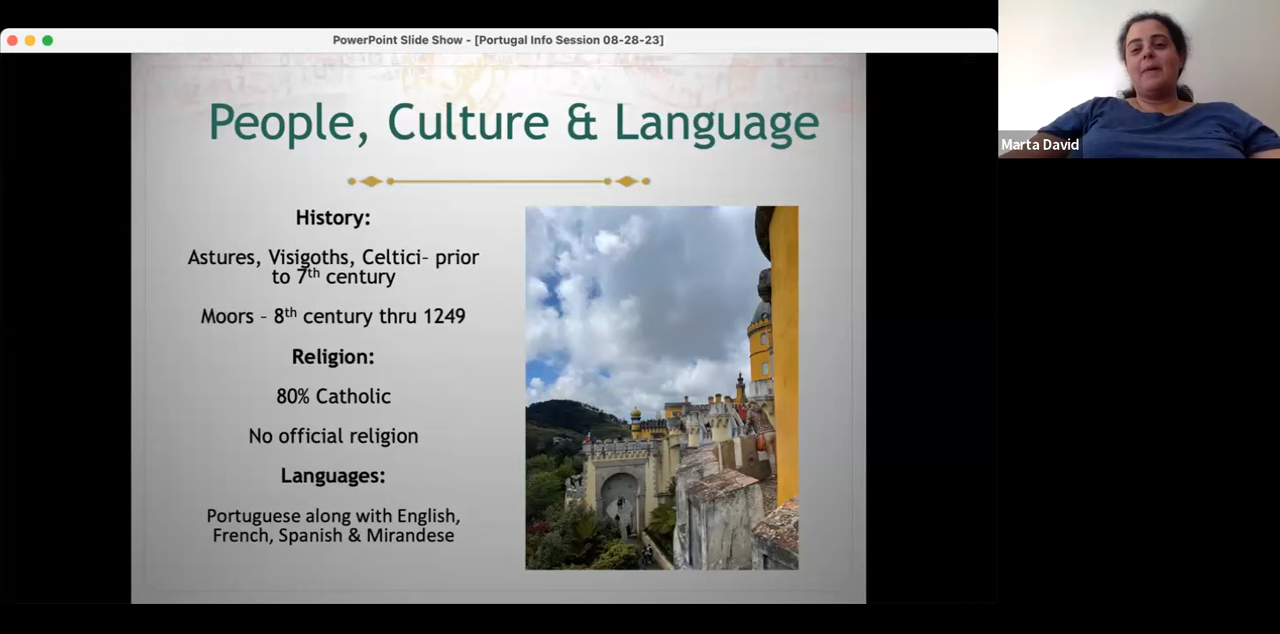 PowerPoint Slide Show - [Portugal Info Session 08-28-23]
People, Culture & Language
History:
Astures, Visigoths, Celtici– prior
to 7th century
Moors – 8th century thru 1249
Religion:
80% Catholic
No official religion
Languages:
Portuguese along with English,
French, Spanish & Mirandese
Marta David